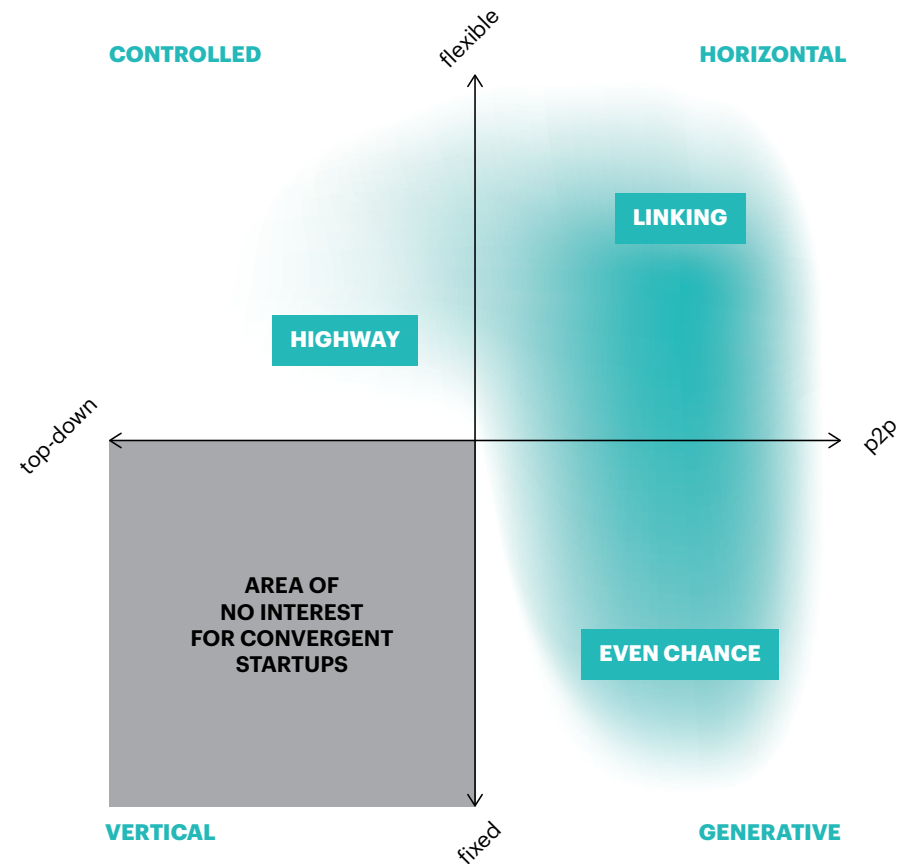 flexible
CONTROLLED
HORIZONTAL
LINKING
HIGHWAY
top-down
p2p
AREA OF
NO INTEREST
FOR CONVERGENT
STARTUPS
EVEN CHANCE
VERTICAL
fixed
GENERATIVE